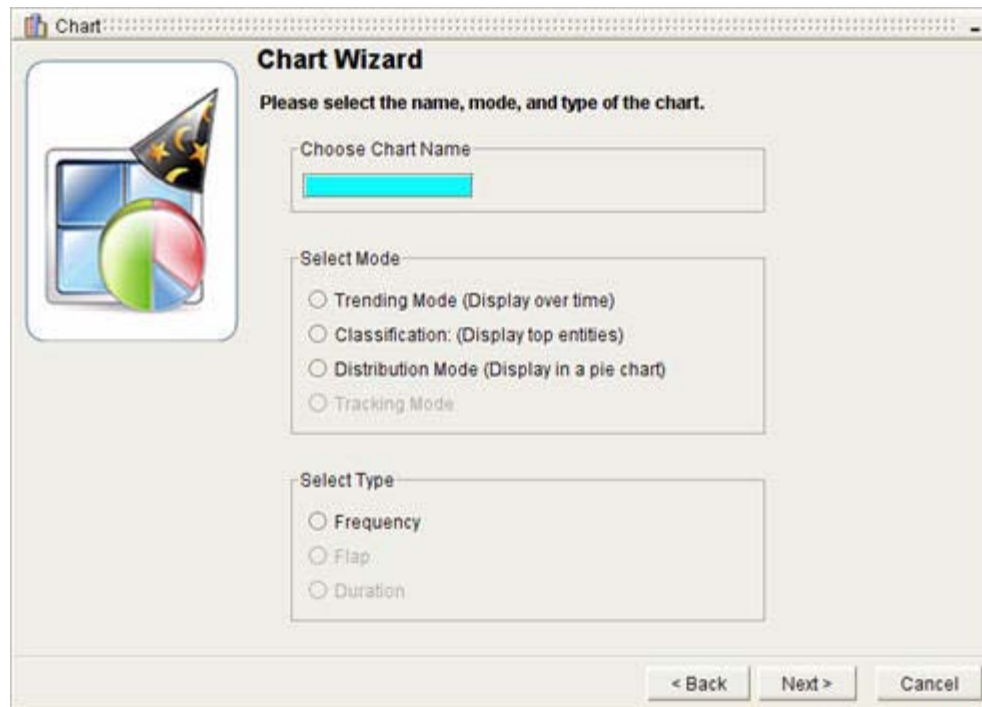 Chart
Chart Wizard
Please select the name, mode, and type of the chart.
Choose Chart Name
Select Mode
Trending Mode (Display over time)
Classification: (Display top entities)
Distribution Mode (Display in a pie chart)
Tracking Mode
Select Type
Frequency
Flap
Duration
< Back Next > Cancel